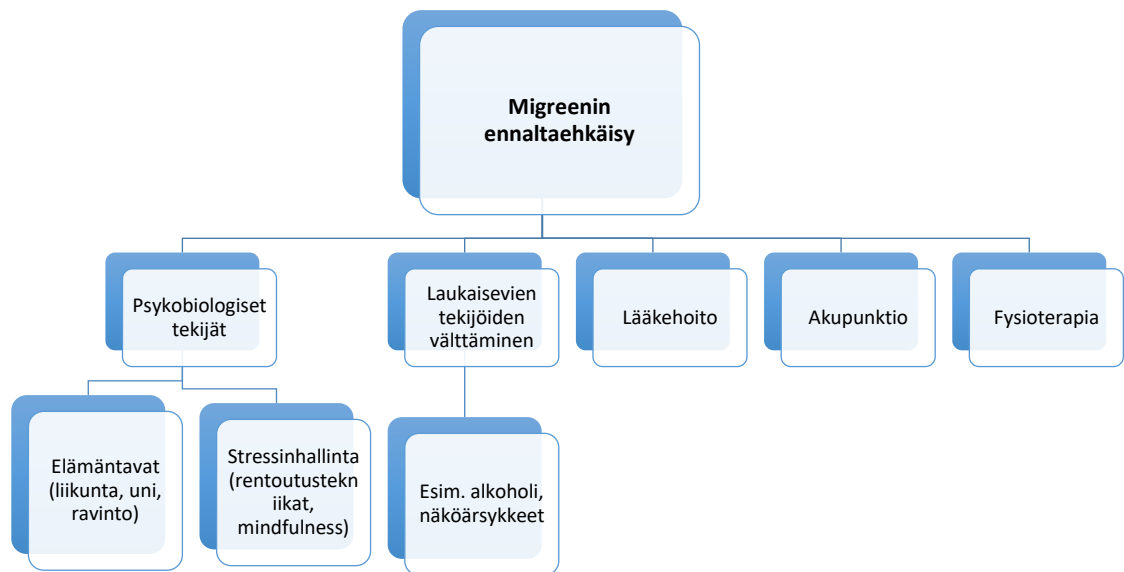 Migreenin
ennaltaehkäisy
Psykobiologiset
tekijät
Laukaisevien
tekijöiden
välttäminen
Lääkehoito
Akupunktio
Fysioterapia
Elämäntavat
(liikunta, uni,
ravinto)
Stressinhallinta
(rentoutustekn
iikat,
mindfulness)
Esim. alkoholi,
näköärsykkeet